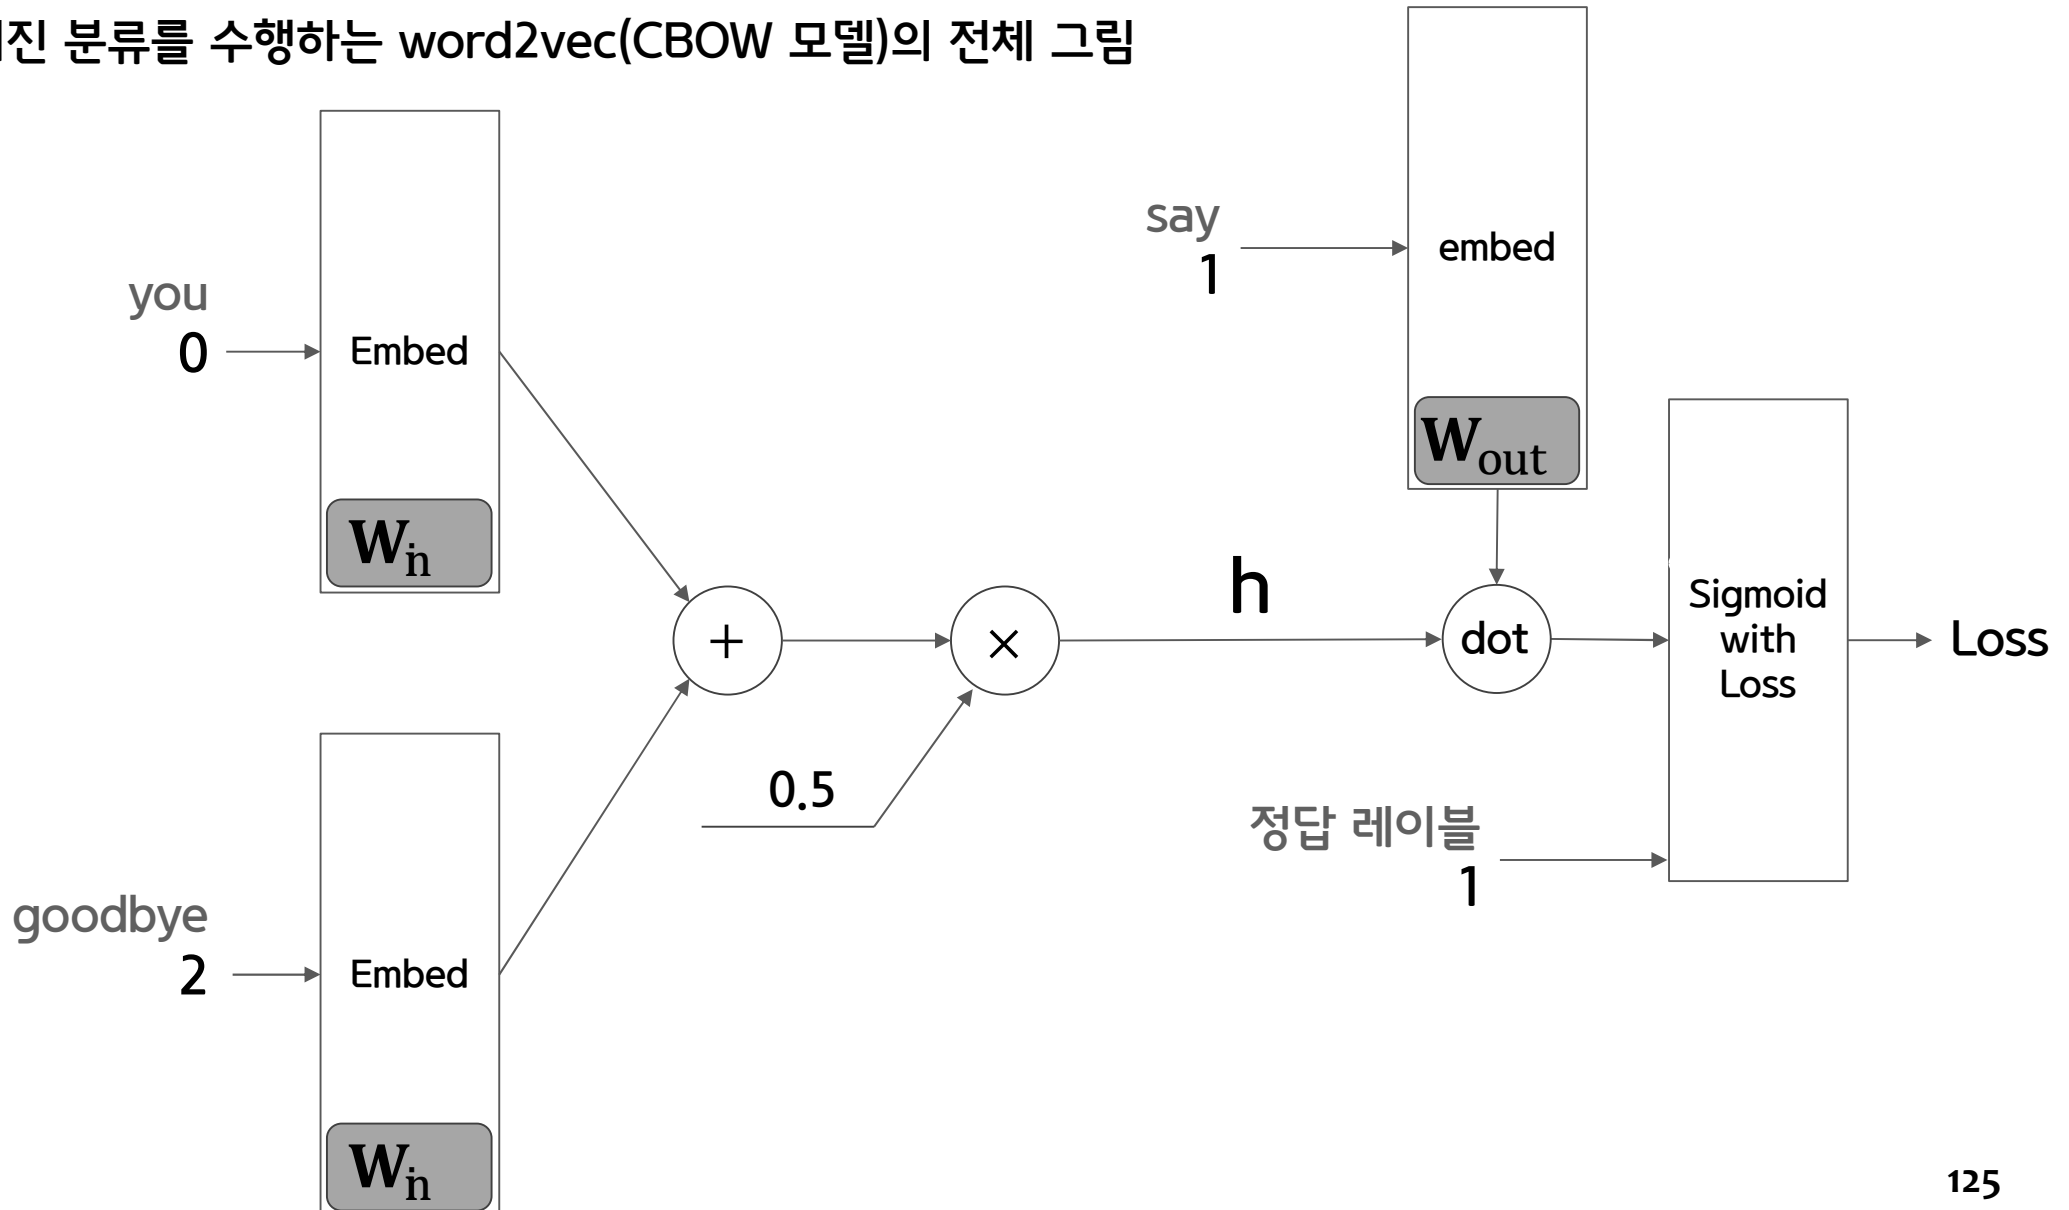 분류를 수행하는 word2vec(CBOW 모델)의 전체 그림
say
1
embed
W_out
you
0
Embed
W_in
h
+
×
dot
Sigmoid
with
Loss
Loss
0.5
정답 레이블
1
goodbye
2
Embed
W_in
125